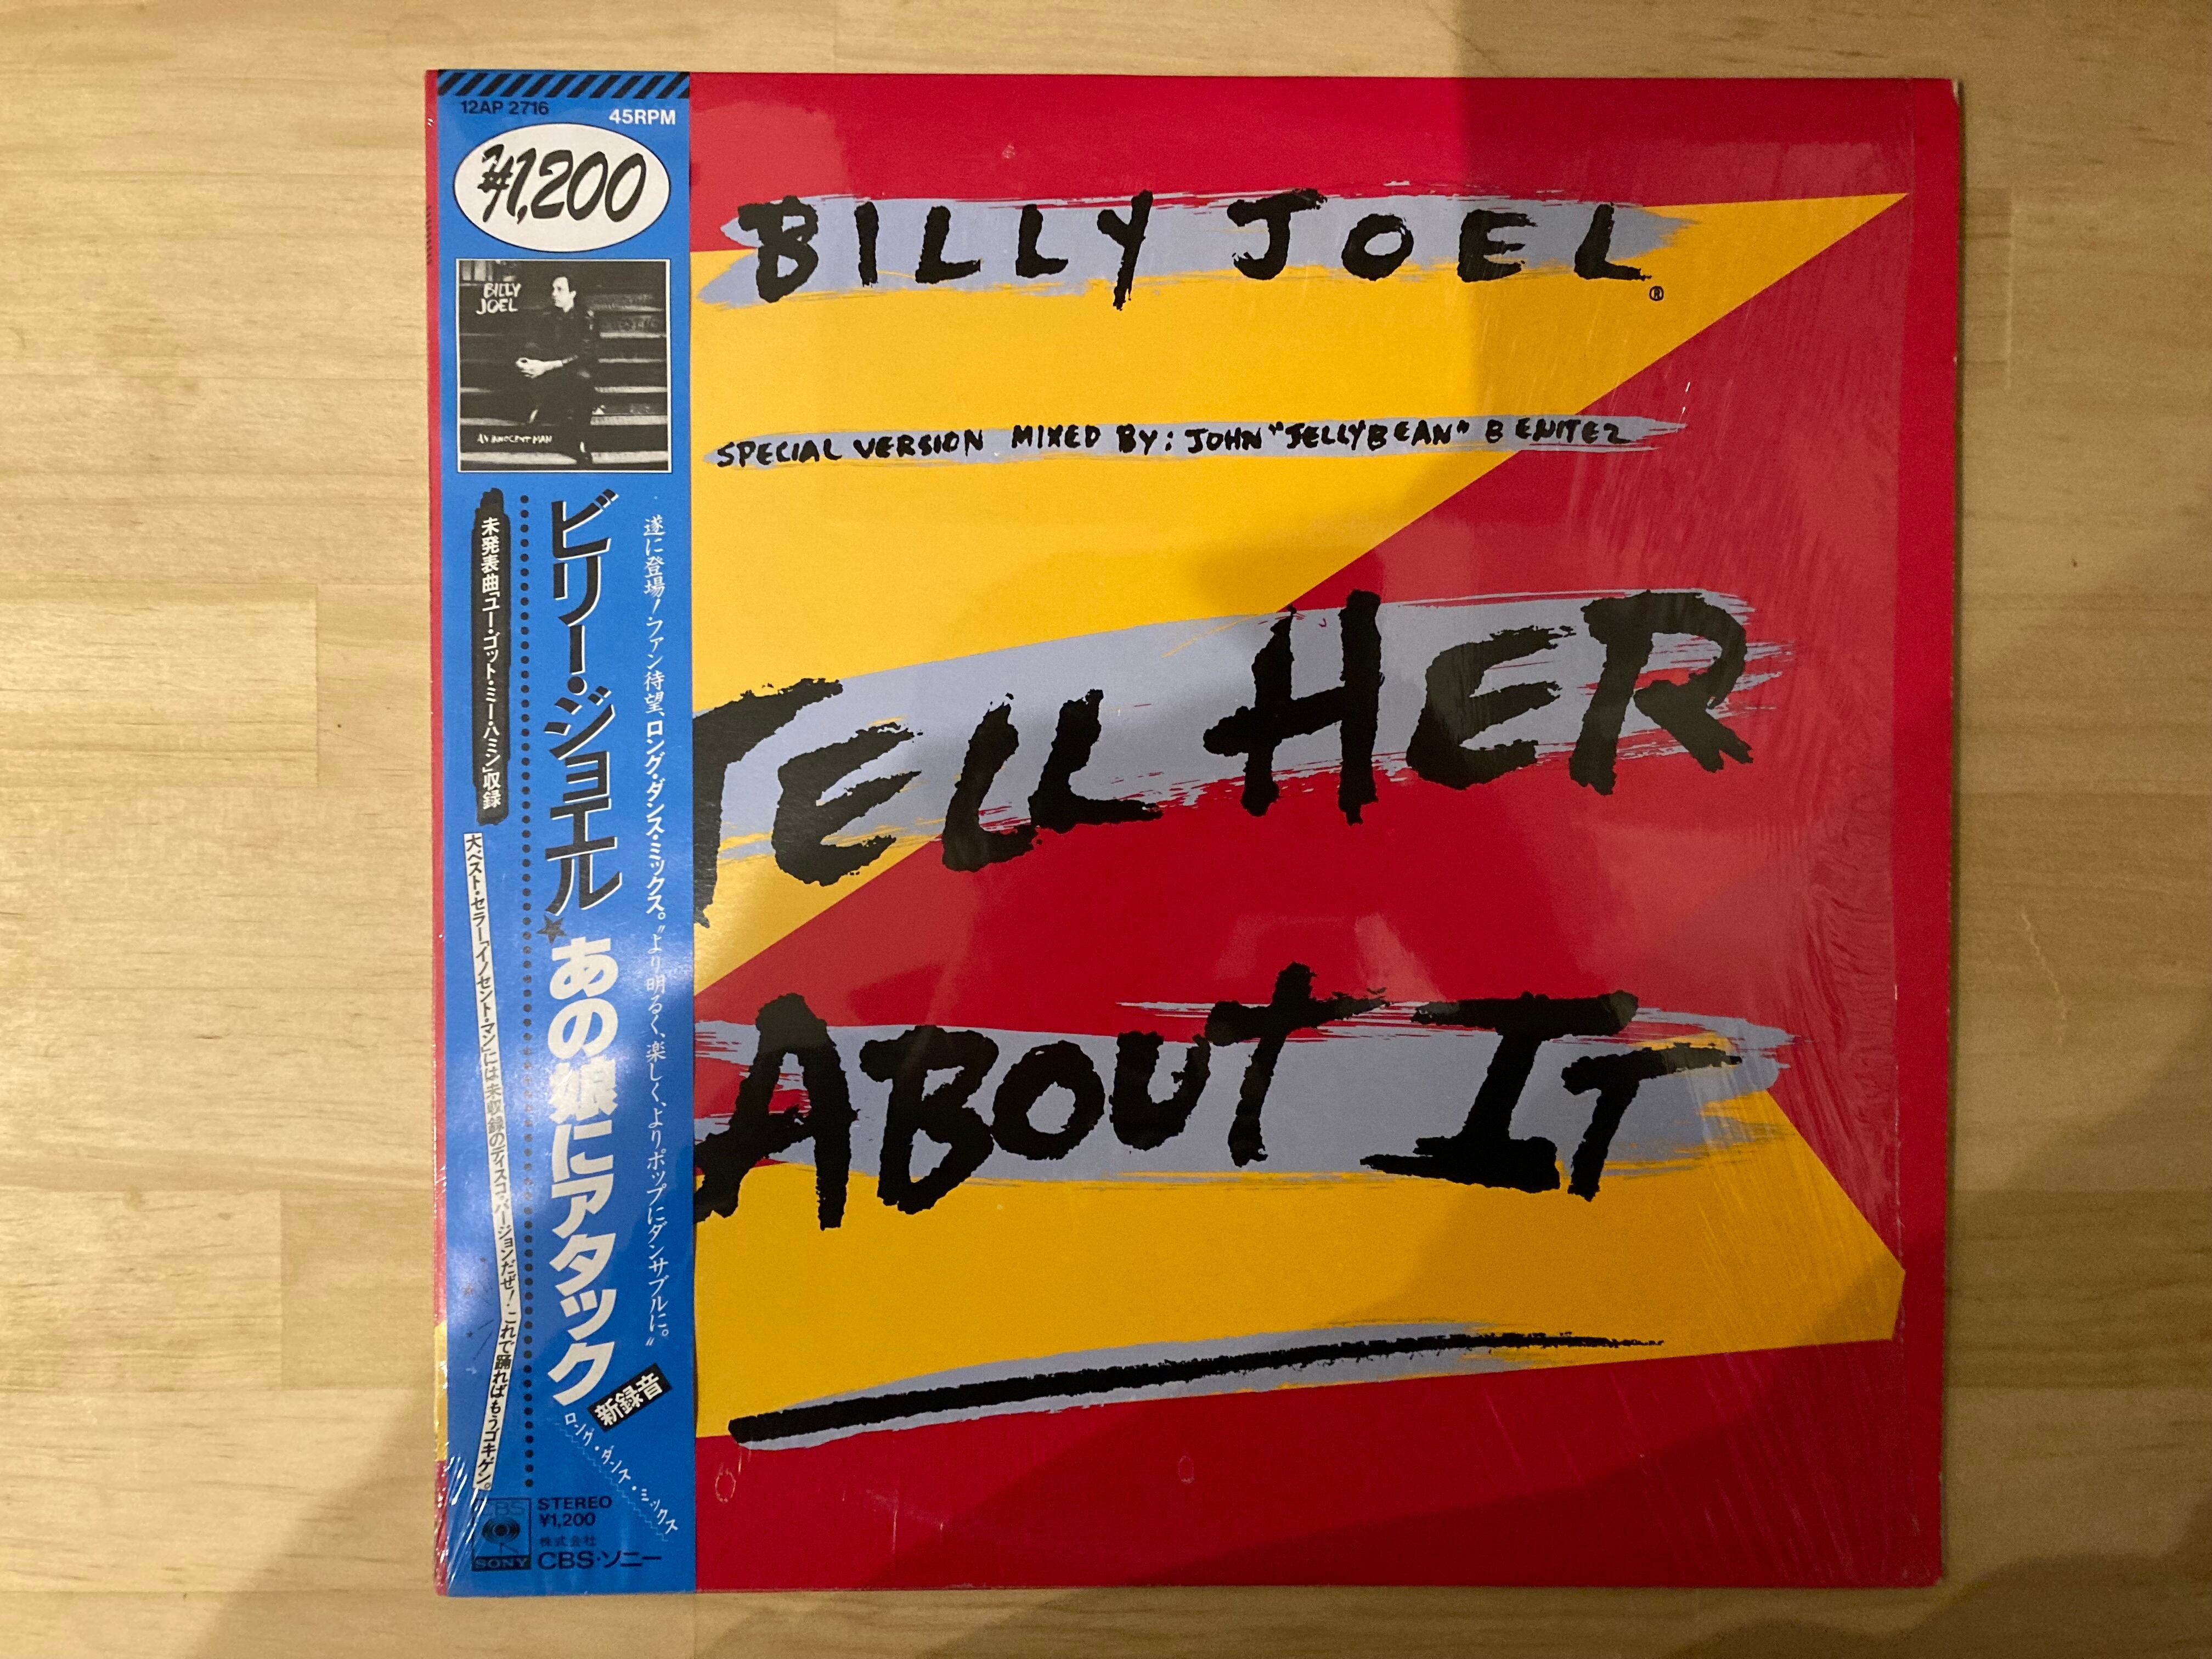 12AP 2716
45RPM
¥1,200
BILLY
JOEL
AN INNOCENT MAN
遂に登場!ファン待望、ロング・ダンス・ミックス。"より明るく、楽しく、よりポップにダンサブルに。"
ビリー・ジョエル★あの娘にアタック
新録音
ロング・ダンス・ミックス
未発表曲「ユー・ゴット・ミー・ハミン」収録
大ベスト・セラー「イノセント・マン」には未収録のディスコ・バージョンだぜ!これで踊ればもうゴキゲン。
CBS
SONY
STEREO
¥1,200
株式会社
CBS・ソニー
BILLY JOEL®
SPECIAL VERSION MIXED BY: JOHN "JELLYBEAN" BENITEZ
TELL HER
ABOUT IT